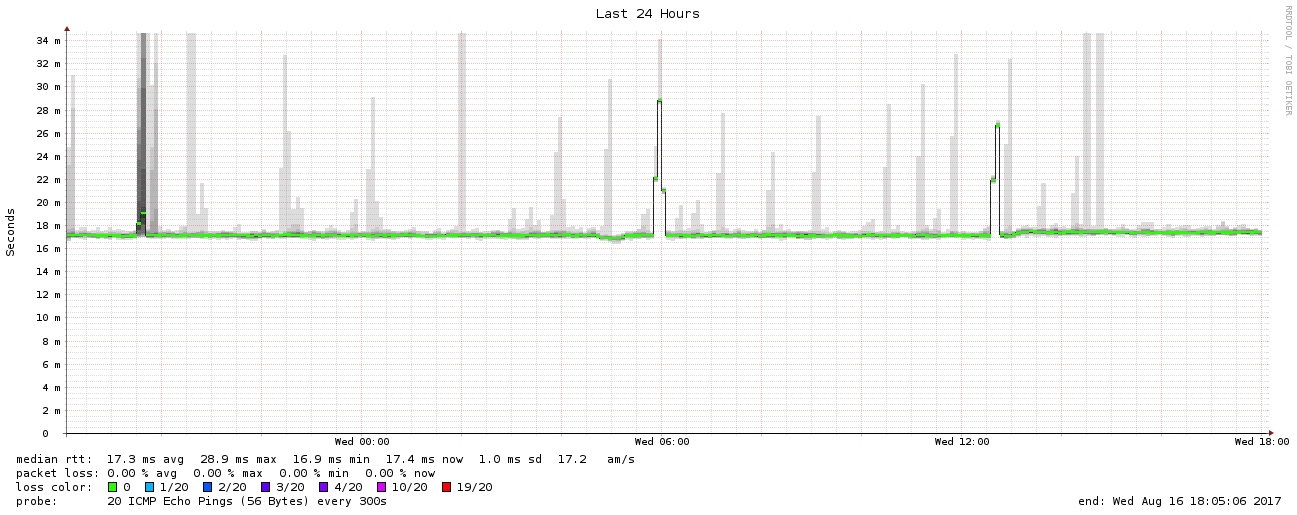 Last 24 Hours
RRDTOOL / TOBI OETIKER
Seconds
34 m
32 m
30 m
28 m
26 m
24 m
22 m
20 m
18 m
16 m
14 m
12 m
10 m
8 m
6 m
4 m
2 m
0
Wed 00:00 Wed 06:00 Wed 12:00 Wed 18:00
median rtt: 17.3 ms avg 28.9 ms max 16.9 ms min 17.4 ms now 1.0 ms sd 17.2 am/s
packet loss: 0.00 % avg 0.00 % max 0.00 % min 0.00 % now
loss color: 0 1/20 2/20 3/20 4/20 10/20 19/20
probe: 20 ICMP Echo Pings (56 Bytes) every 300s end: Wed Aug 16 18:05:06 2017